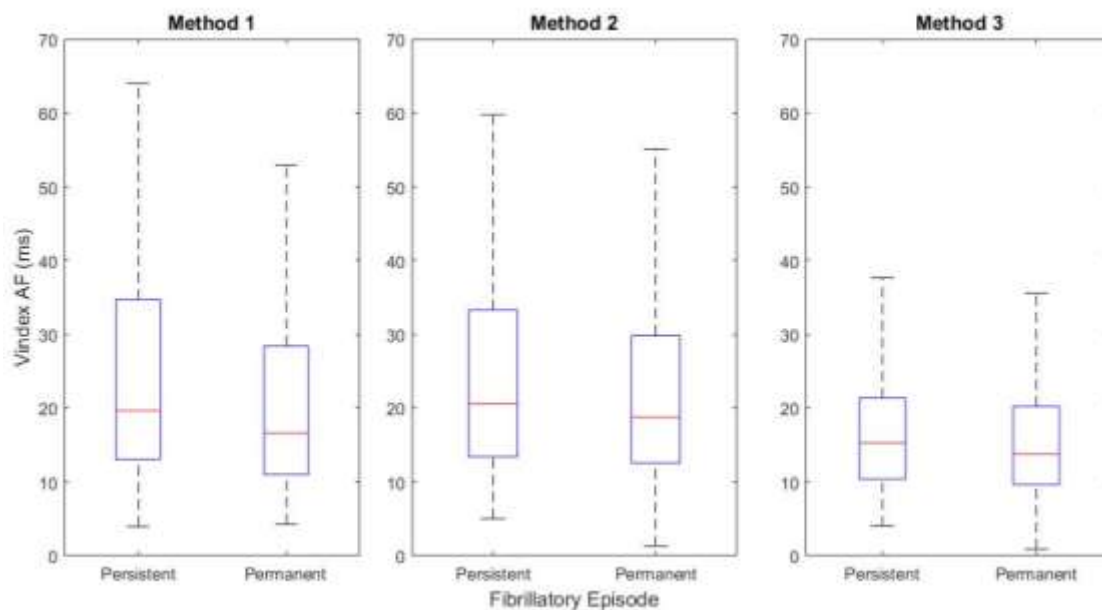 Method 1
Method 2
Method 3
Vindex AF (ms)
70
60
50
40
30
20
10
0
70
60
50
40
30
20
10
0
70
60
50
40
30
20
10
0
Persistent
Permanent
Persistent
Permanent
Persistent
Permanent
Fibrillatory Episode